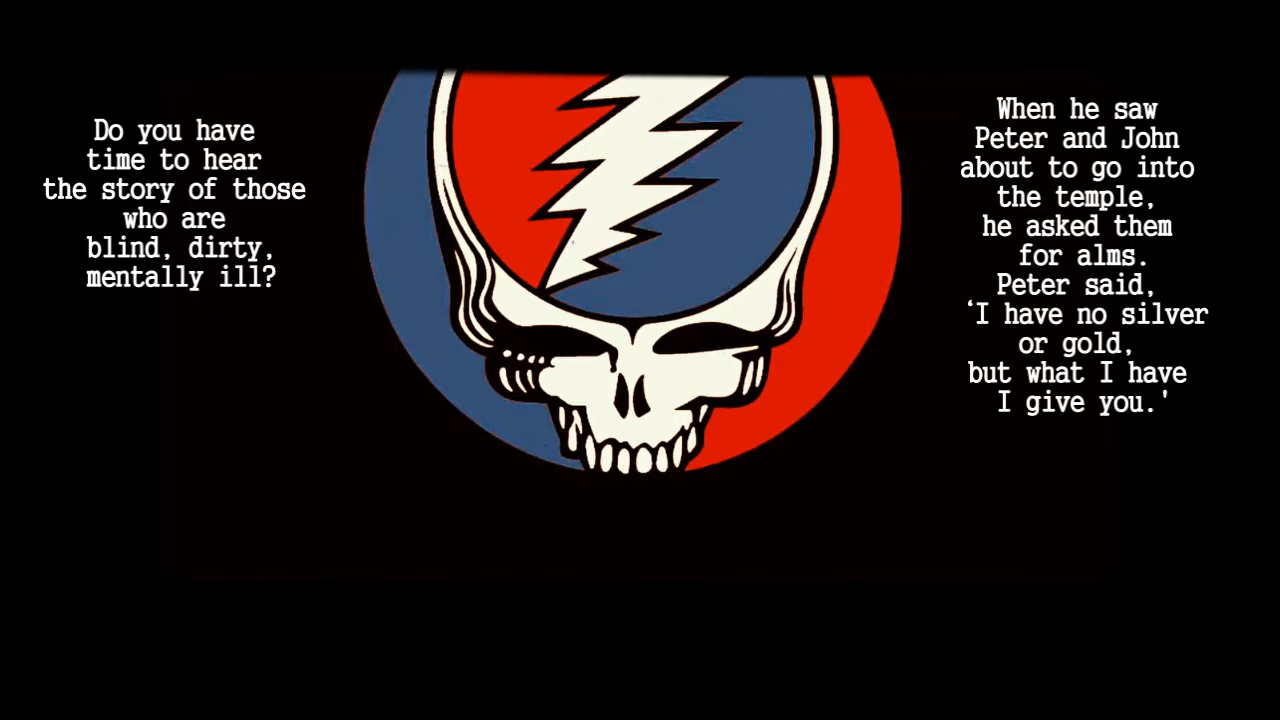 Do you have
time to hear
the story of those
who are
blind, dirty,
mentally ill?
When he saw
Peter and John
about to go into
the temple,
he asked them
for alms.
Peter said,
‘I have no silver
or gold,
but what I have
I give you.'